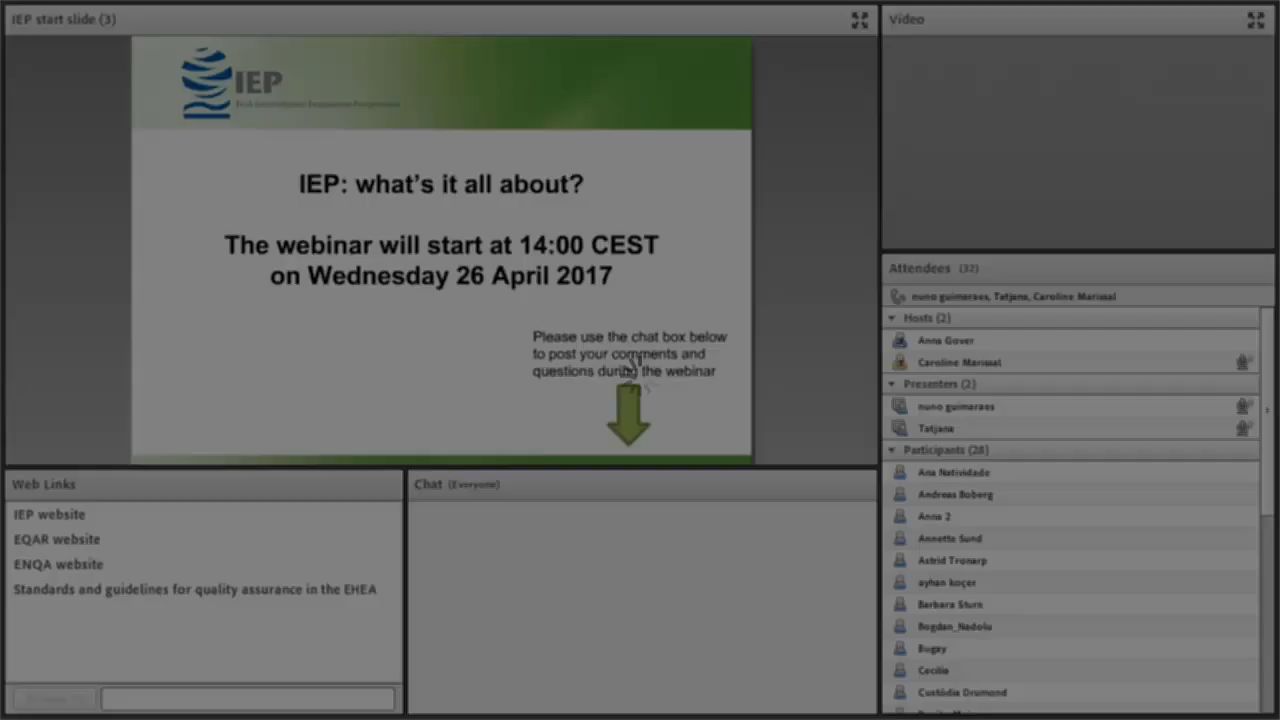 IEP start slide (3)
IEP
IEP: what's it all about?
The webinar will start at 14:00 CEST
on Wednesday 26 April 2017
Please use the chat box below
to post your comments and
questions during the webinar
Video
Attendees (32)
nuno guimaraes, Tatjana, Caroline Marissal
Hosts (2)
Anna Gover
Caroline Marissal
Presenters (2)
nuno guimaraes
Tatjana
Participants (28)
Ana Natividade
Andreas Boberg
Anna 2
Annette Sund
Astrid Tronarp
ayhan koçer
Barbara Sturn
Bogdan_Nadolu
Bugay
Cecilia
Custódia Drumond
Web Links
IEP website
EQAR website
ENQA website
Standards and guidelines for quality assurance in the EHEA
Chat (Everyone)